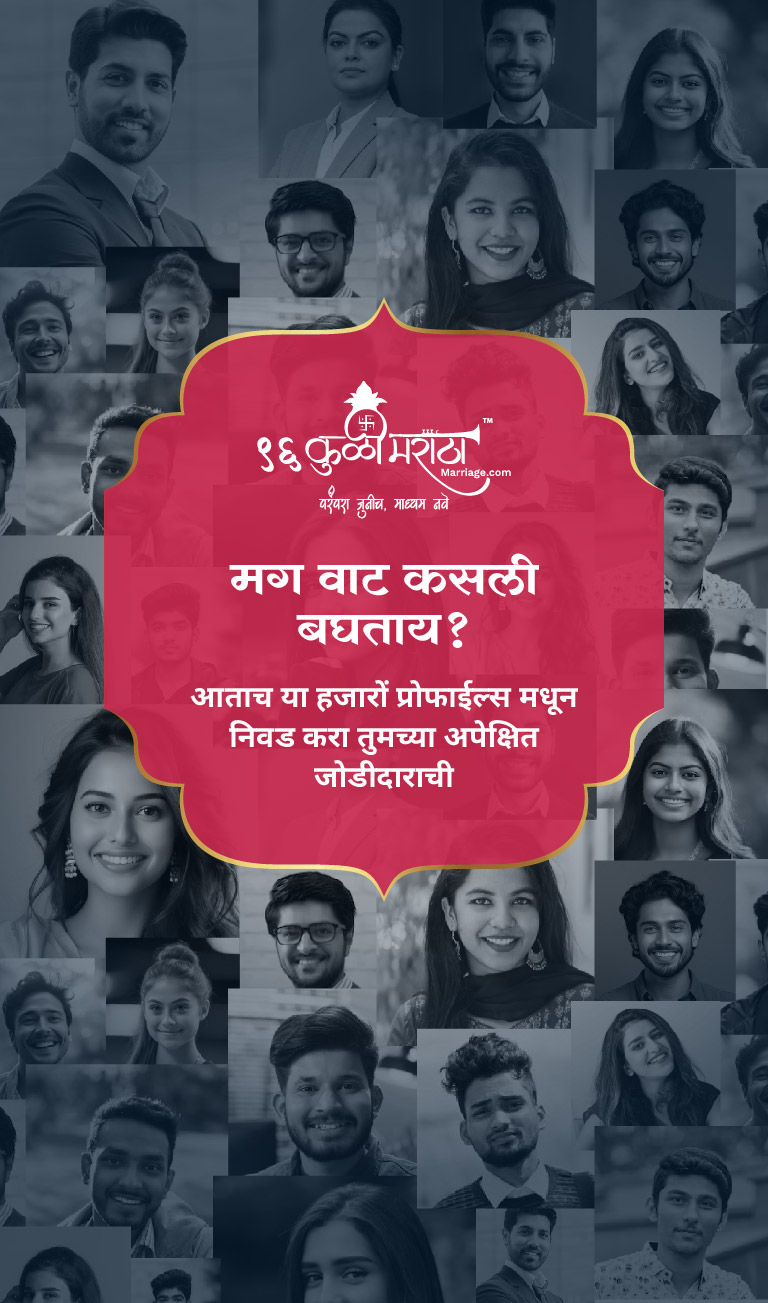 ९६ कुळी मराठा™
Marriage.com
परंपरा जुनीच, माध्यम नवे
मग वाट कसली
बघताय?
आताच या हजारों प्रोफाईल्स मधून
निवड करा तुमच्या अपेक्षित
जोडीदाराची